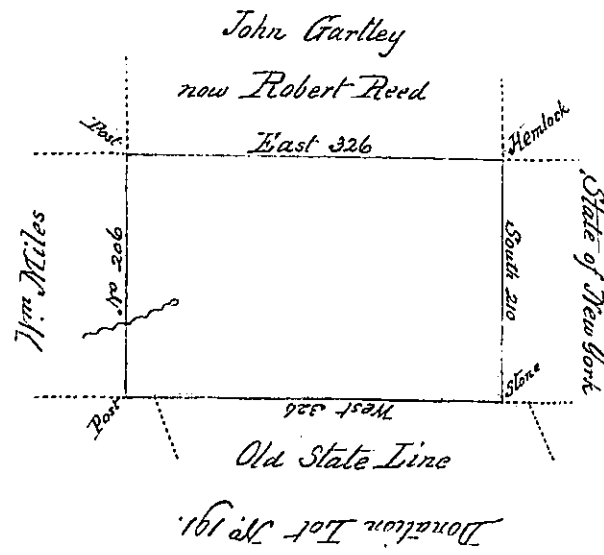 John Gartley
now Robert Reed
Post
East 326
Hemlock
Wm Miles
No 206
South 210
State of New York
Post
West 326
Stone
Old State Line
Donation Lot No. 191.